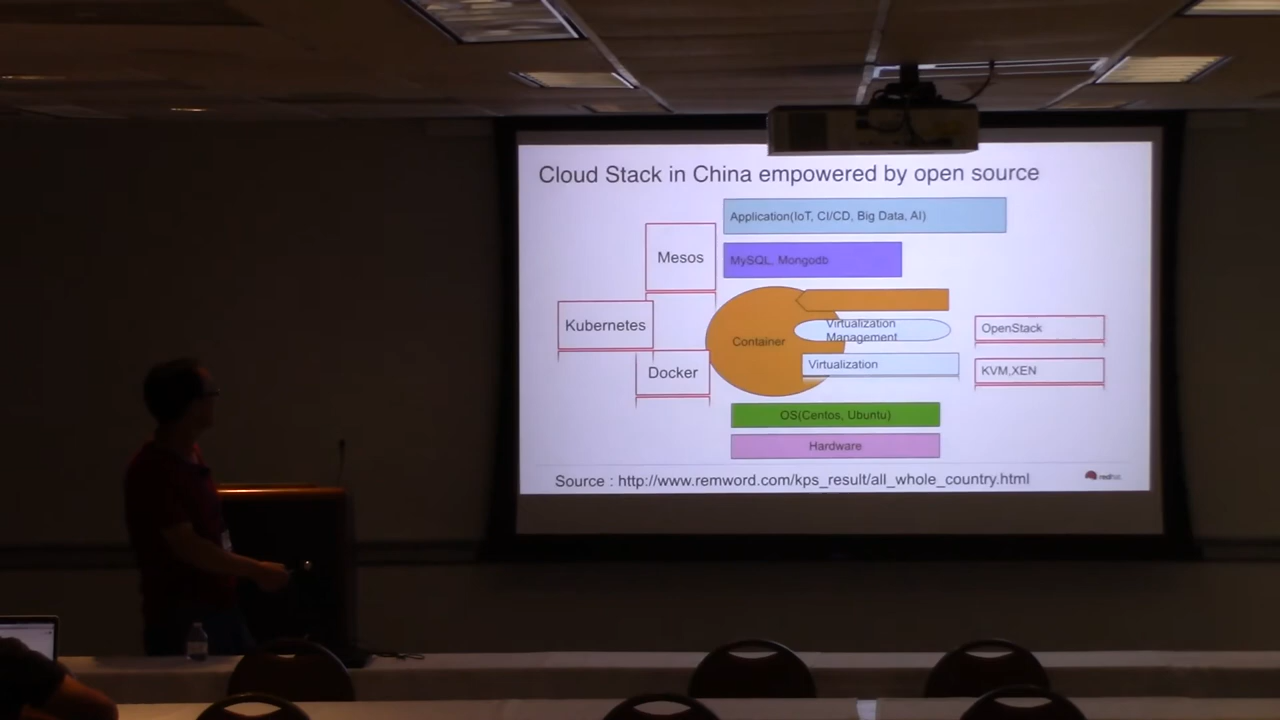 Cloud Stack in China empowered by open source
Application(IoT, CI/CD, Big Data, AI)
Mesos
MySQL, Mongodb
Kubernetes
Virtualization
Management
OpenStack
Container
Docker
Virtualization
KVM,XEN
OS(Centos, Ubuntu)
Hardware
Source : http://www.remword.com/kps_result/all_whole_country.html
redhat.